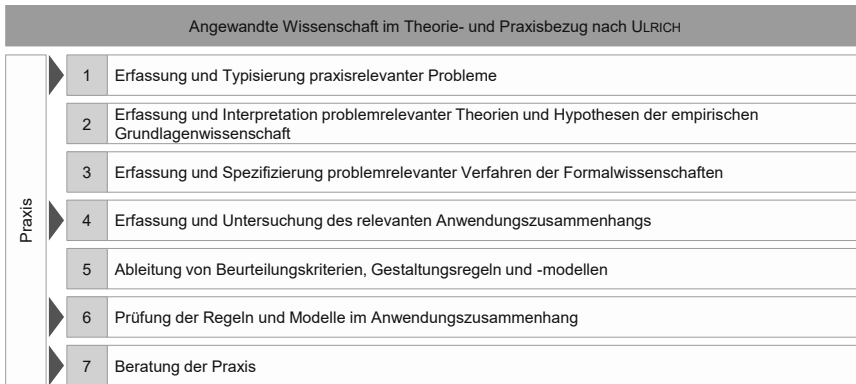 Angewandte Wissenschaft im Theorie- und Praxisbezug nach ULRICH
Praxis
1 Erfassung und Typisierung praxisrelevanter Probleme
2 Erfassung und Interpretation problemrelevanter Theorien und Hypothesen der empirischen
Grundlagenwissenschaft
3 Erfassung und Spezifizierung problemrelevanter Verfahren der Formalwissenschaften
4 Erfassung und Untersuchung des relevanten Anwendungszusammenhangs
5 Ableitung von Beurteilungskriterien, Gestaltungsregeln und -modellen
6 Prüfung der Regeln und Modelle im Anwendungszusammenhang
7 Beratung der Praxis